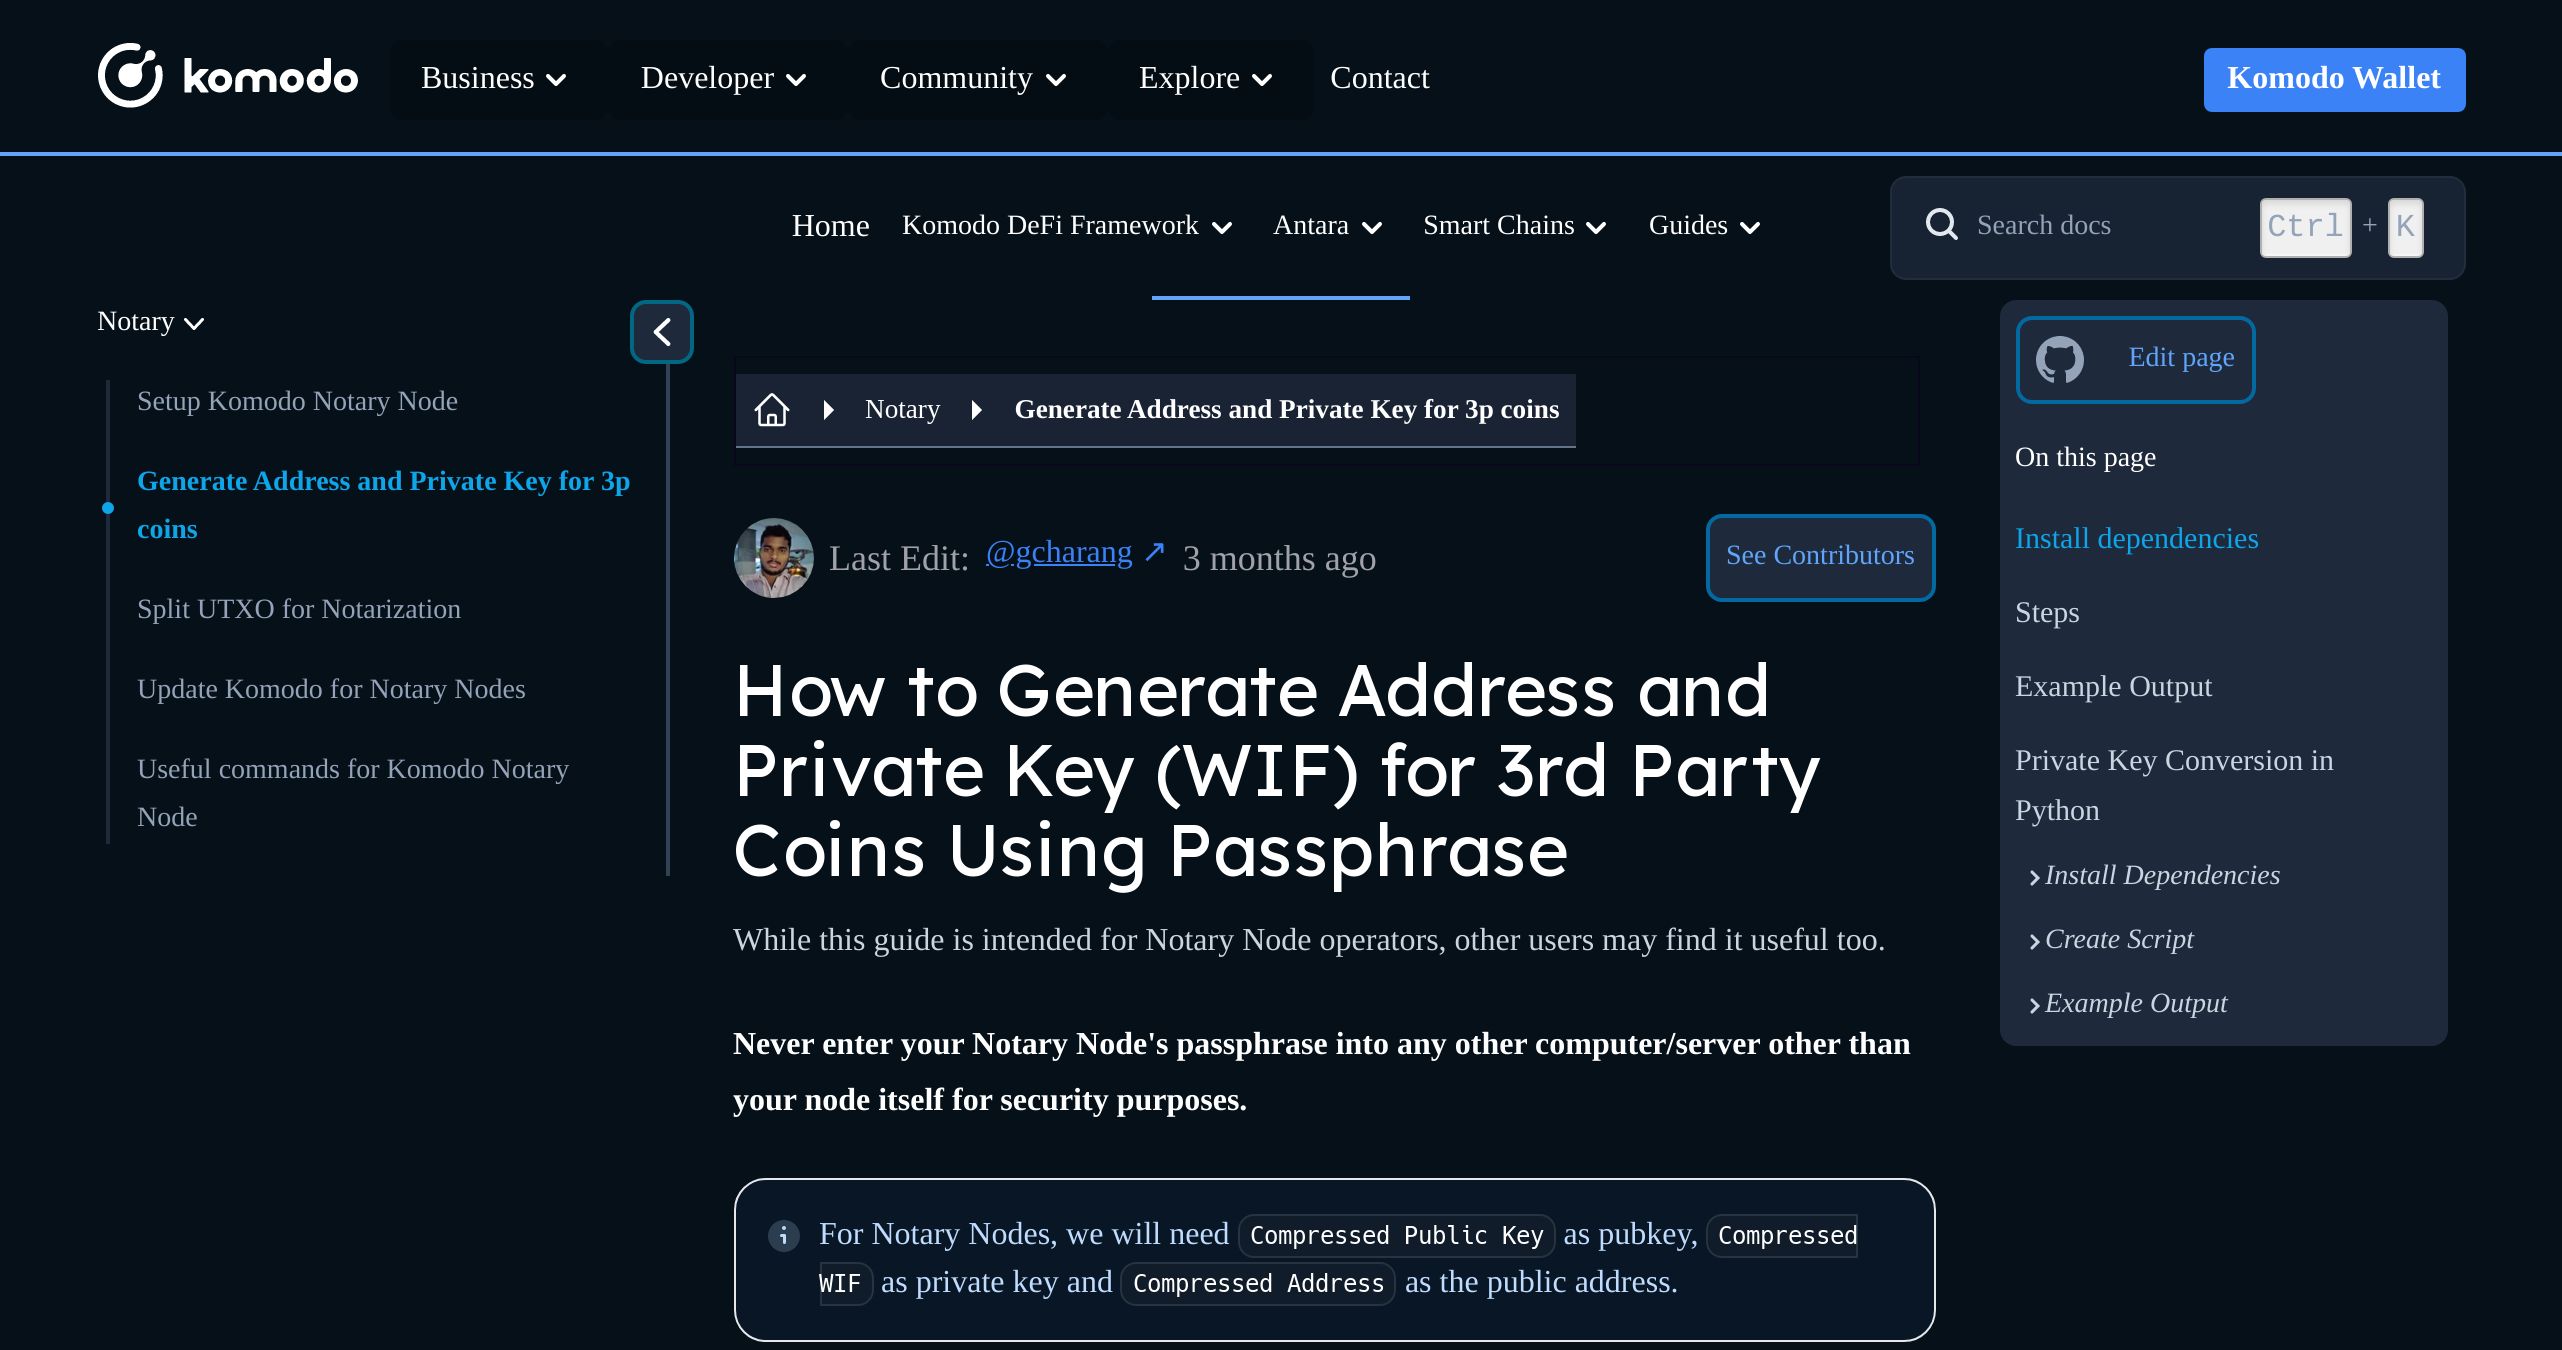 komodo Business Developer Community Explore Contact Komodo Wallet
Home Komodo DeFi Framework Antara Smart Chains Guides Search docs Ctrl + K
Notary
Setup Komodo Notary Node
Generate Address and Private Key for 3p
coins
Split UTXO for Notarization
Update Komodo for Notary Nodes
Useful commands for Komodo Notary
Node
Notary Generate Address and Private Key for 3p coins
Last Edit: @gcharang ↗ 3 months ago See Contributors
How to Generate Address and
Private Key (WIF) for 3rd Party
Coins Using Passphrase
While this guide is intended for Notary Node operators, other users may find it useful too.
Never enter your Notary Node's passphrase into any other computer/server other than
your node itself for security purposes.
For Notary Nodes, we will need Compressed Public Key as pubkey, Compressed
WIF as private key and Compressed Address as the public address.
Edit page
On this page
Install dependencies
Steps
Example Output
Private Key Conversion in
Python
Install Dependencies
Create Script
Example Output